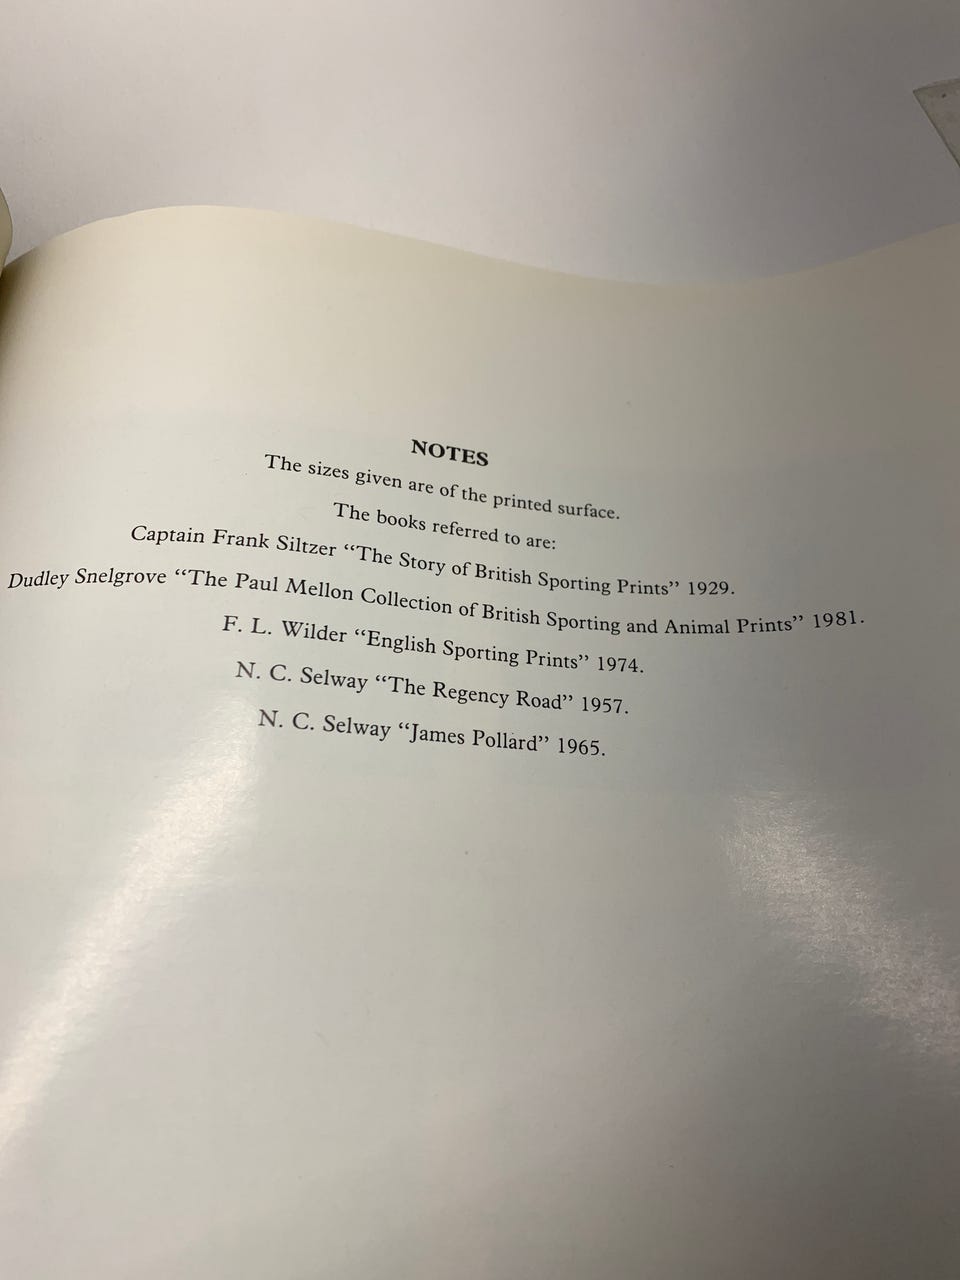 NOTES
The sizes given are of the printed surface.
The books referred to are:
Captain Frank Siltzer “The Story of British Sporting Prints” 1929.
Dudley Snelgrove “The Paul Mellon Collection of British Sporting and Animal Prints” 1981.
F. L. Wilder “English Sporting Prints” 1974.
N. C. Selway “The Regency Road” 1957.
N. C. Selway “James Pollard” 1965.